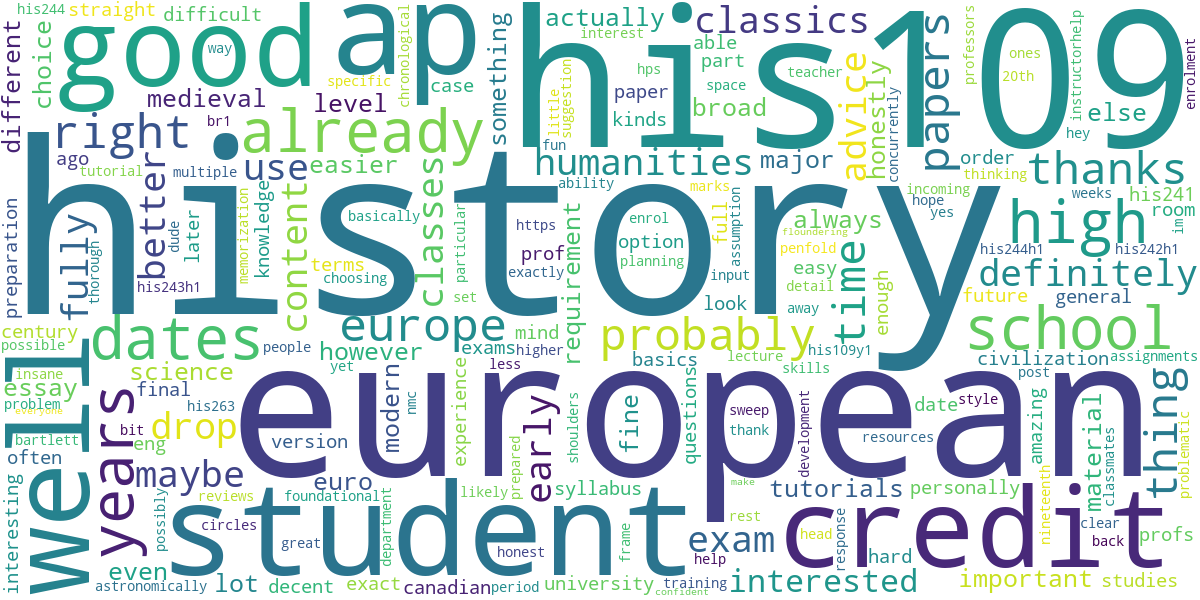 his244 straight difficult
good
ap
something
actually
interest
classics
his109
papers
professors
ones
20th
enrolment
instructorhelp
different
choice
way
specific
chronological
case
able
part
hps
space
teacher
medieval
level
paper
broad
kinds
little
suggestion
fun
advice
honestly
concurrently
else
hey
br1
right
already
ago
tutorial
multiple
use
easier
humanities
major
order
thinking
thanks
ability
marks
incoming
hope
yes
weeks
his241
room
im
history
preparation
fully
thorough
better
dude
later
his243h1
memorization
knowledge
content
terms
choosing
basically
classes
particular
https
prof
exactly
requirement
enrol
option
planning
full
input
assumption
look
always
floundering
penfold
easy
detail
away
time
enough
high
his244h1
his242h1
definitely
future
general
century
possible
dates
people
europe
however
exams
higher
set
mind
less
basics
probably
lecture
skills
his109y1
school
civilization
assignments
post
insane
essay
problem
everyone
science
final
yet
his263
european
modern
nmc
experience
fine
shoulders
questions
date
style
sweep
thank
development
resources
amazing
material
classmates
problematic
thing
well
years
bartlett
often
bit
eng
drop
version
maybe
euro
early
interesting
possibly
reviews
foundational
department
circles
student
great
honest
likely
prepared
syllabus
frame
exam
help
make
rest
tutorials
personally
credit
head
response
hard
nineteenth
clear
back
profs
even
astronomically
lot
decent
exact
canadian
period
university
training
confident
interested
important
studies